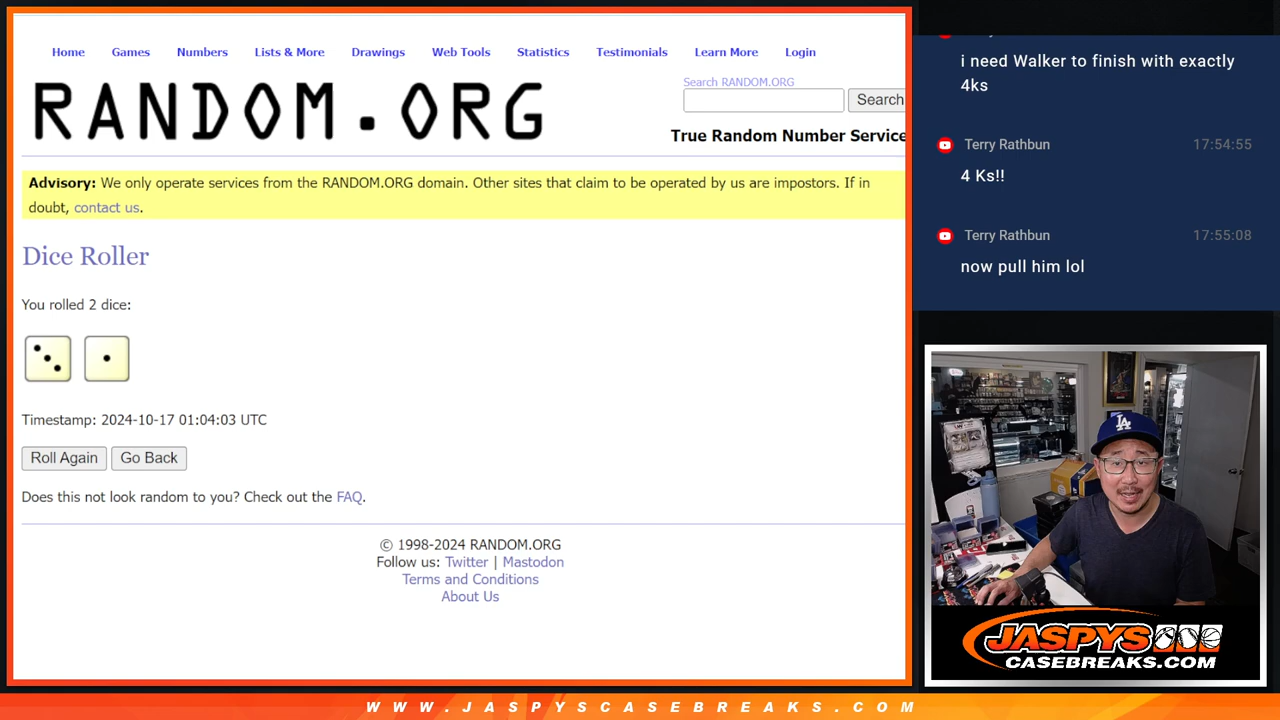 Home Games Numbers Lists & More Drawings Web Tools Statistics Testimonials Learn More Login
RANDOM.ORG
Search RANDOM.ORG
Search
True Random Number Service
Advisory: We only operate services from the RANDOM.ORG domain. Other sites that claim to be operated by us are impostors. If in
doubt, contact us.
Dice Roller
You rolled 2 dice:
Timestamp: 2024-10-17 01:04:03 UTC
Roll Again Go Back
Does this not look random to you? Check out the FAQ.
© 1998-2024 RANDOM.ORG
Follow us: Twitter | Mastodon
Terms and Conditions
About Us
i need Walker to finish with exactly
4ks
Terry Rathbun 17:54:55
4 Ks!!
Terry Rathbun 17:55:08
now pull him lol
LA
JASPYS
CASEBREAKS.COM
WWW.JASPYSCASEBREAKS.COM